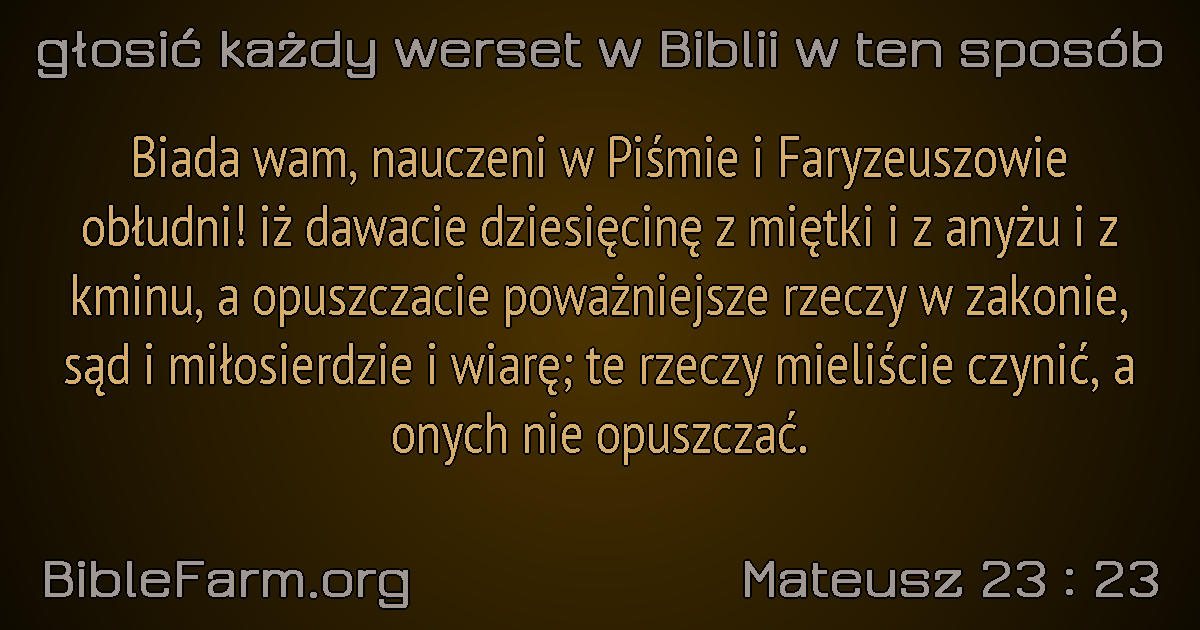 głosić każdy werset w Biblii w ten sposób
Biada wam, nauczeni w Piśmie i Faryzeuszowie
obłudni! iż dawacie dziesięcinę z miętki i z anyżu i z
kminu, a opuszczacie poważniejsze rzeczy w zakonie,
sąd i miłosierdzie i wiarę; te rzeczy mieliście czynić, a
onych nie opuszczać.
BibleFarm.org
Mateusz 23 : 23